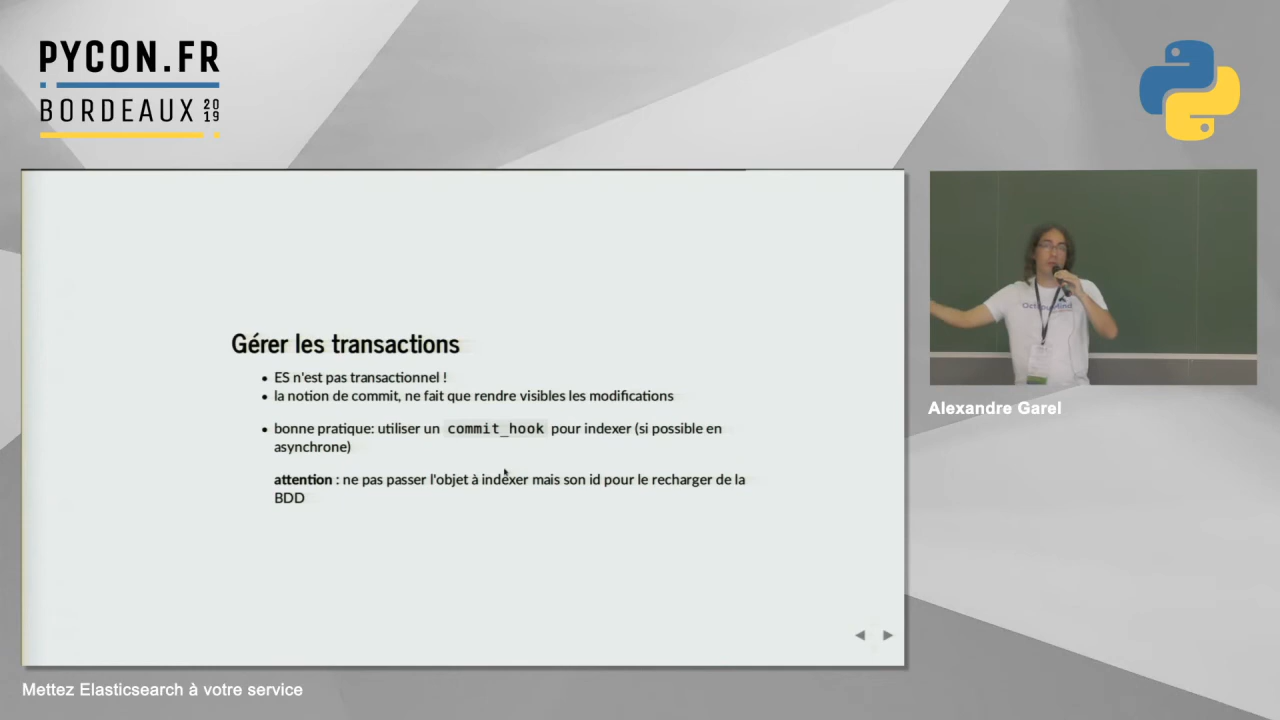 PYCON.FR
BORDEAUX 20
19
Gérer les transactions
• ES n'est pas transactionnel !
• la notion de commit, ne fait que rendre visibles les modifications
• bonne pratique: utiliser un commit_hook pour indexer (si possible en
asynchrone)
attention : ne pas passer l'objet à indexer mais son id pour le recharger de la
BDD
Alexandre Garel
Mettez Elasticsearch à votre service